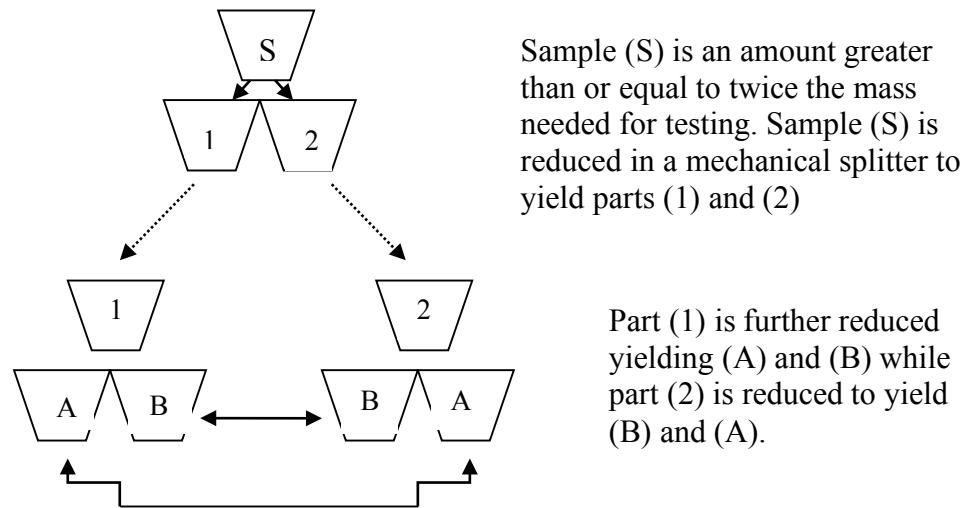 S
Sample (S) is an amount greater
than or equal to twice the mass
needed for testing. Sample (S) is
reduced in a mechanical splitter to
yield parts (1) and (2)
1 2
1 2
Part (1) is further reduced
yielding (A) and (B) while
part (2) is reduced to yield
(B) and (A).
A B B A